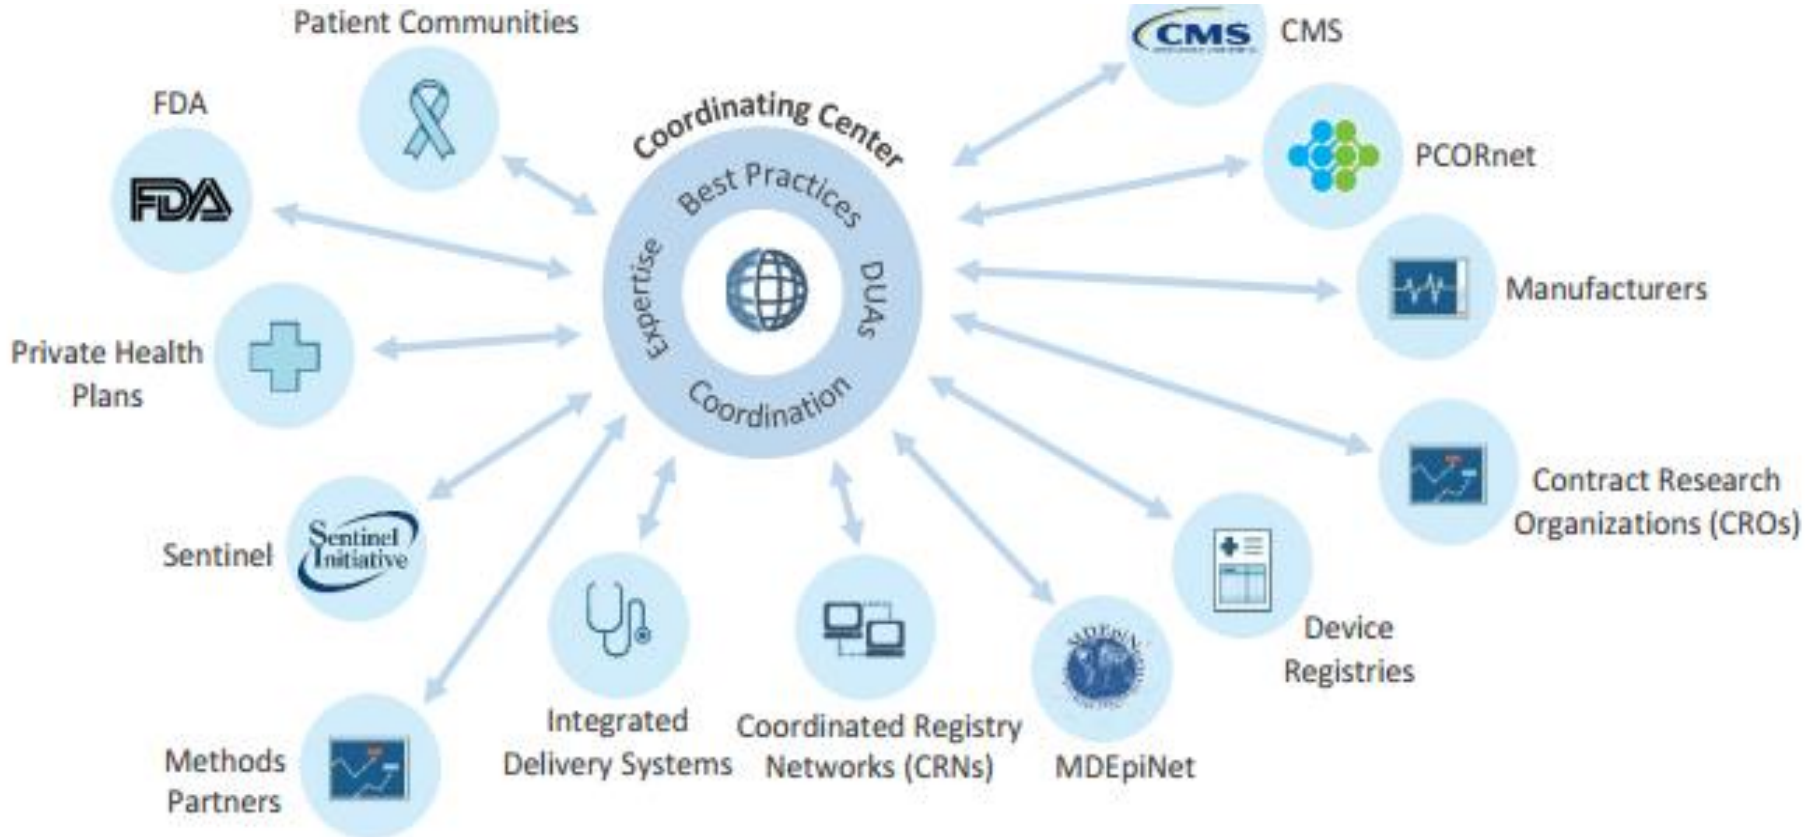 Patient Communities
CMS
CMS
FDA
FDA
PCORnet
Coordinating Center
Best Practices
Expertise
DUAs
Coordination
Manufacturers
Private Health
Plans
Contract Research
Organizations (CROs)
Sentinel
Sentinel
Initiative
Device
Registries
MDEpiNet
Integrated
Delivery Systems
Coordinated Registry
Networks (CRNs)
MDEpiNet
Methods
Partners